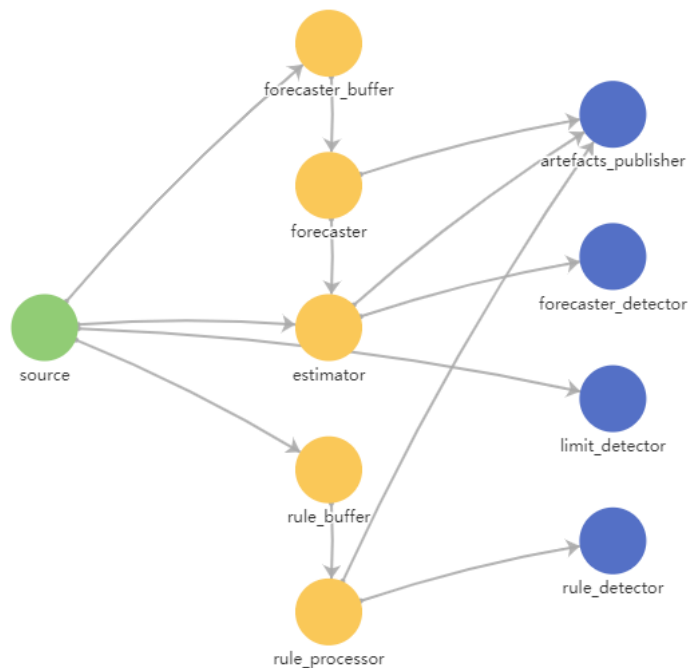 forecaster_buffer
artefacts_publisher
forecaster
forecaster_detector
source
estimator
limit_detector
rule_buffer
rule_detector
rule_processor